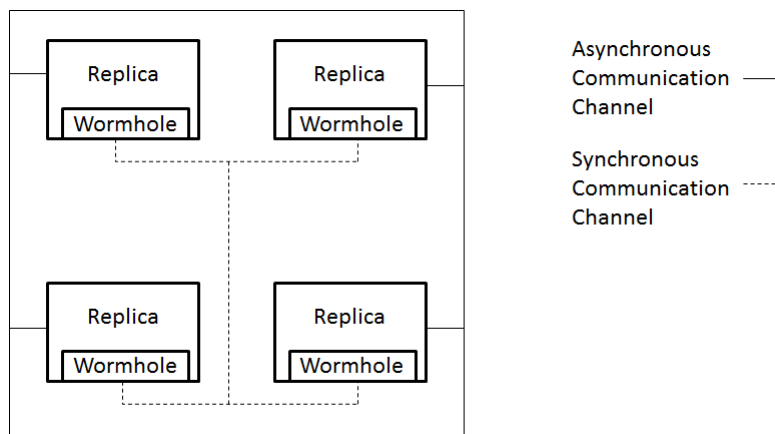 Replica
Wormhole
Replica
Wormhole
Replica
Wormhole
Replica
Wormhole
Asynchronous
Communication
Channel
Synchronous
Communication
Channel